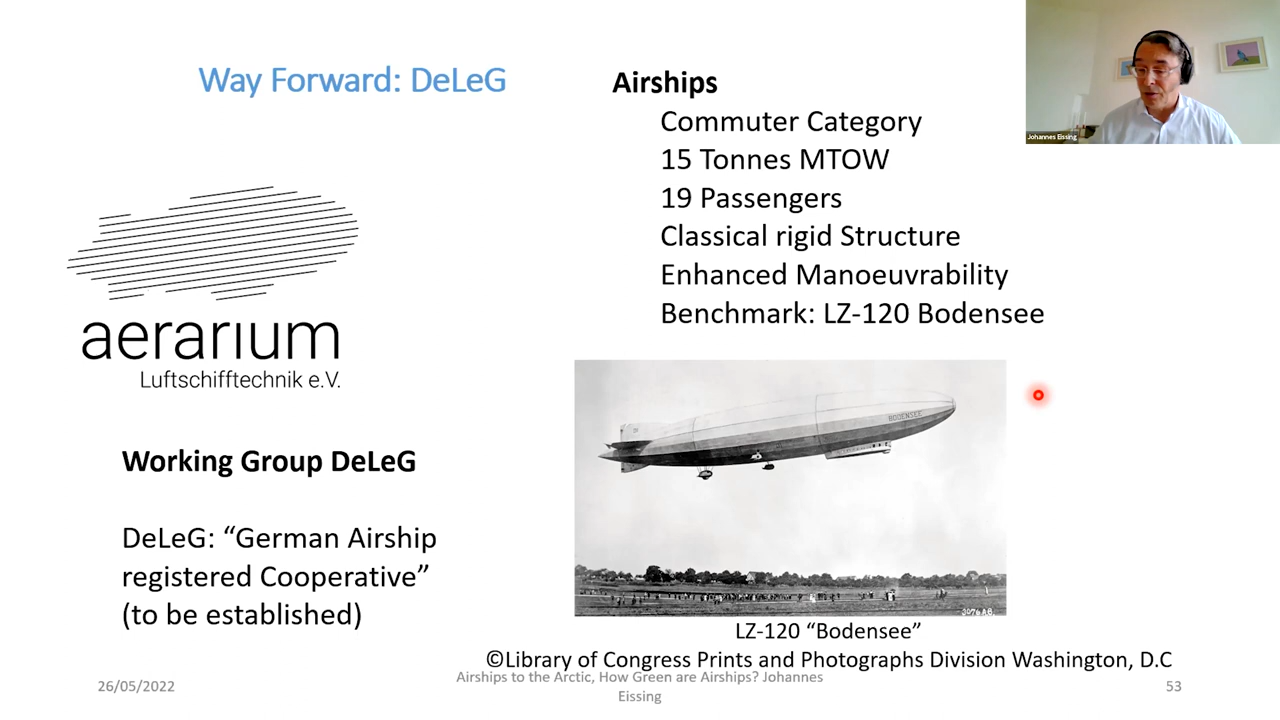 Way Forward: DeLeG
aerarium
Luftschifftechnik e.V.
Working Group DeLeG
DeLeG: “German Airship
registered Cooperative”
(to be established)
Airships
Commuter Category
15 Tonnes MTOW
19 Passengers
Classical rigid Structure
Enhanced Manoeuvrability
Benchmark: LZ-120 Bodensee
BODENSEE
3076 A.B.
LZ-120 “Bodensee”
©Library of Congress Prints and Photographs Division Washington, D.C
Johannes Eissing
26/05/2022
Airships to the Arctic, How Green are Airships? Johannes
Eissing
53